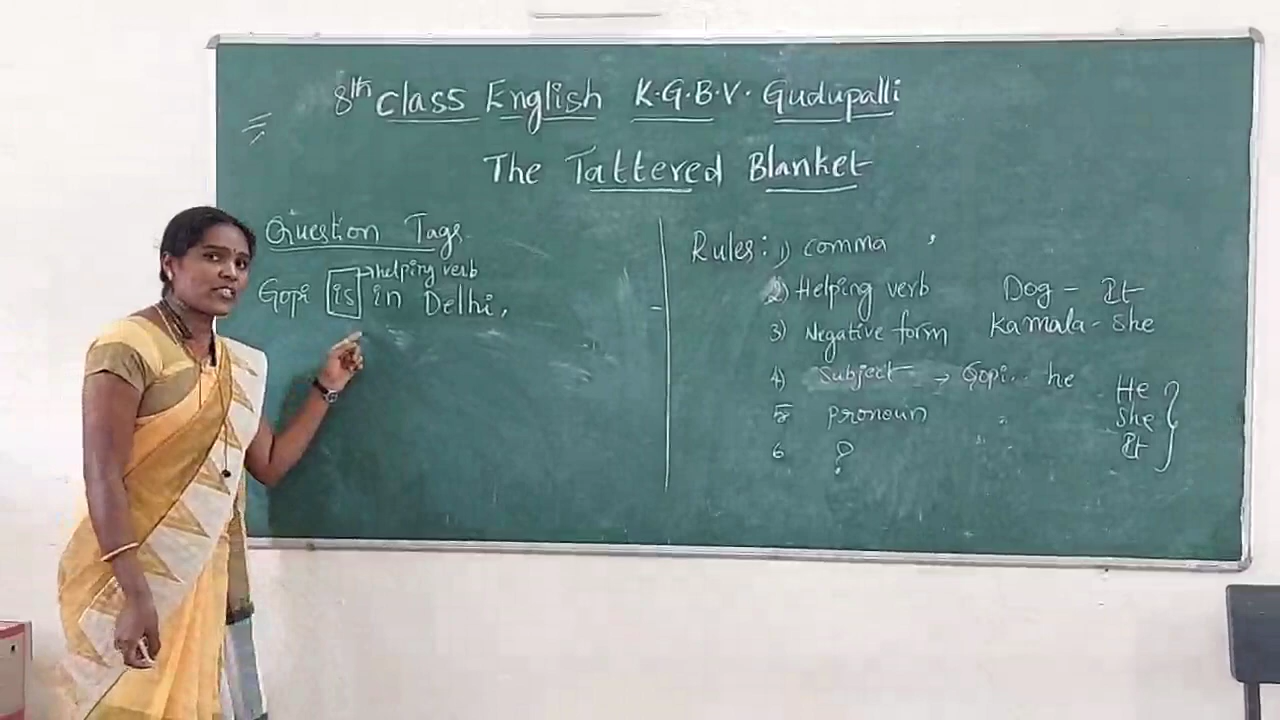 8th Class English K.G.B.V. Gudupalli
The Tattered Blanket
Question Tags
helping verb
Gopi is in Delhi,
Rules: 1) comma ,
2) Helping verb Dog - It
3) Negative form Kamala - She
4) Subject → Gopi.. he He
5 pronoun She
6 ? It